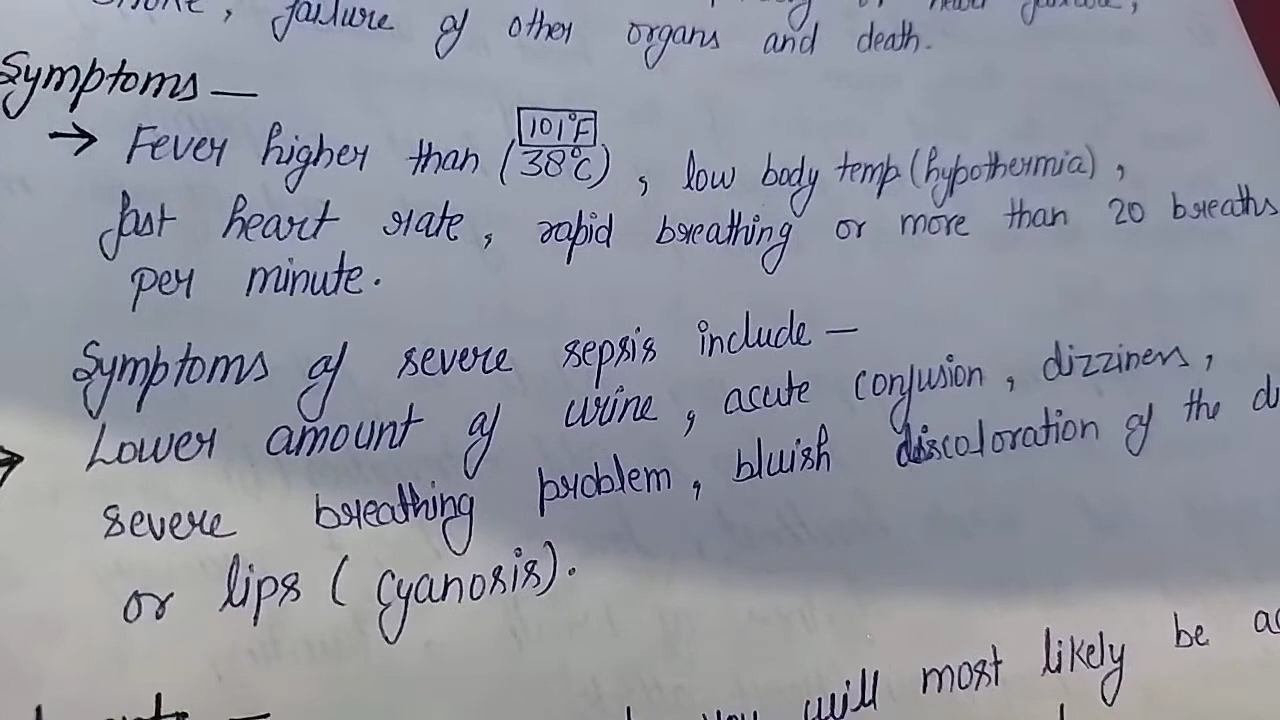 failure of other organs and death.
Symptoms —
→ Fever higher than (101°F
38°C), low body temp (hypothermia),
fast heart rate, rapid breathing or more than 20 breaths
per minute.
Symptoms of severe sepsis include —
→ Lower amount of urine, acute confusion, dizziness,
severe breathing problem, bluish discoloration of the
or lips (cyanosis).
you will most likely be